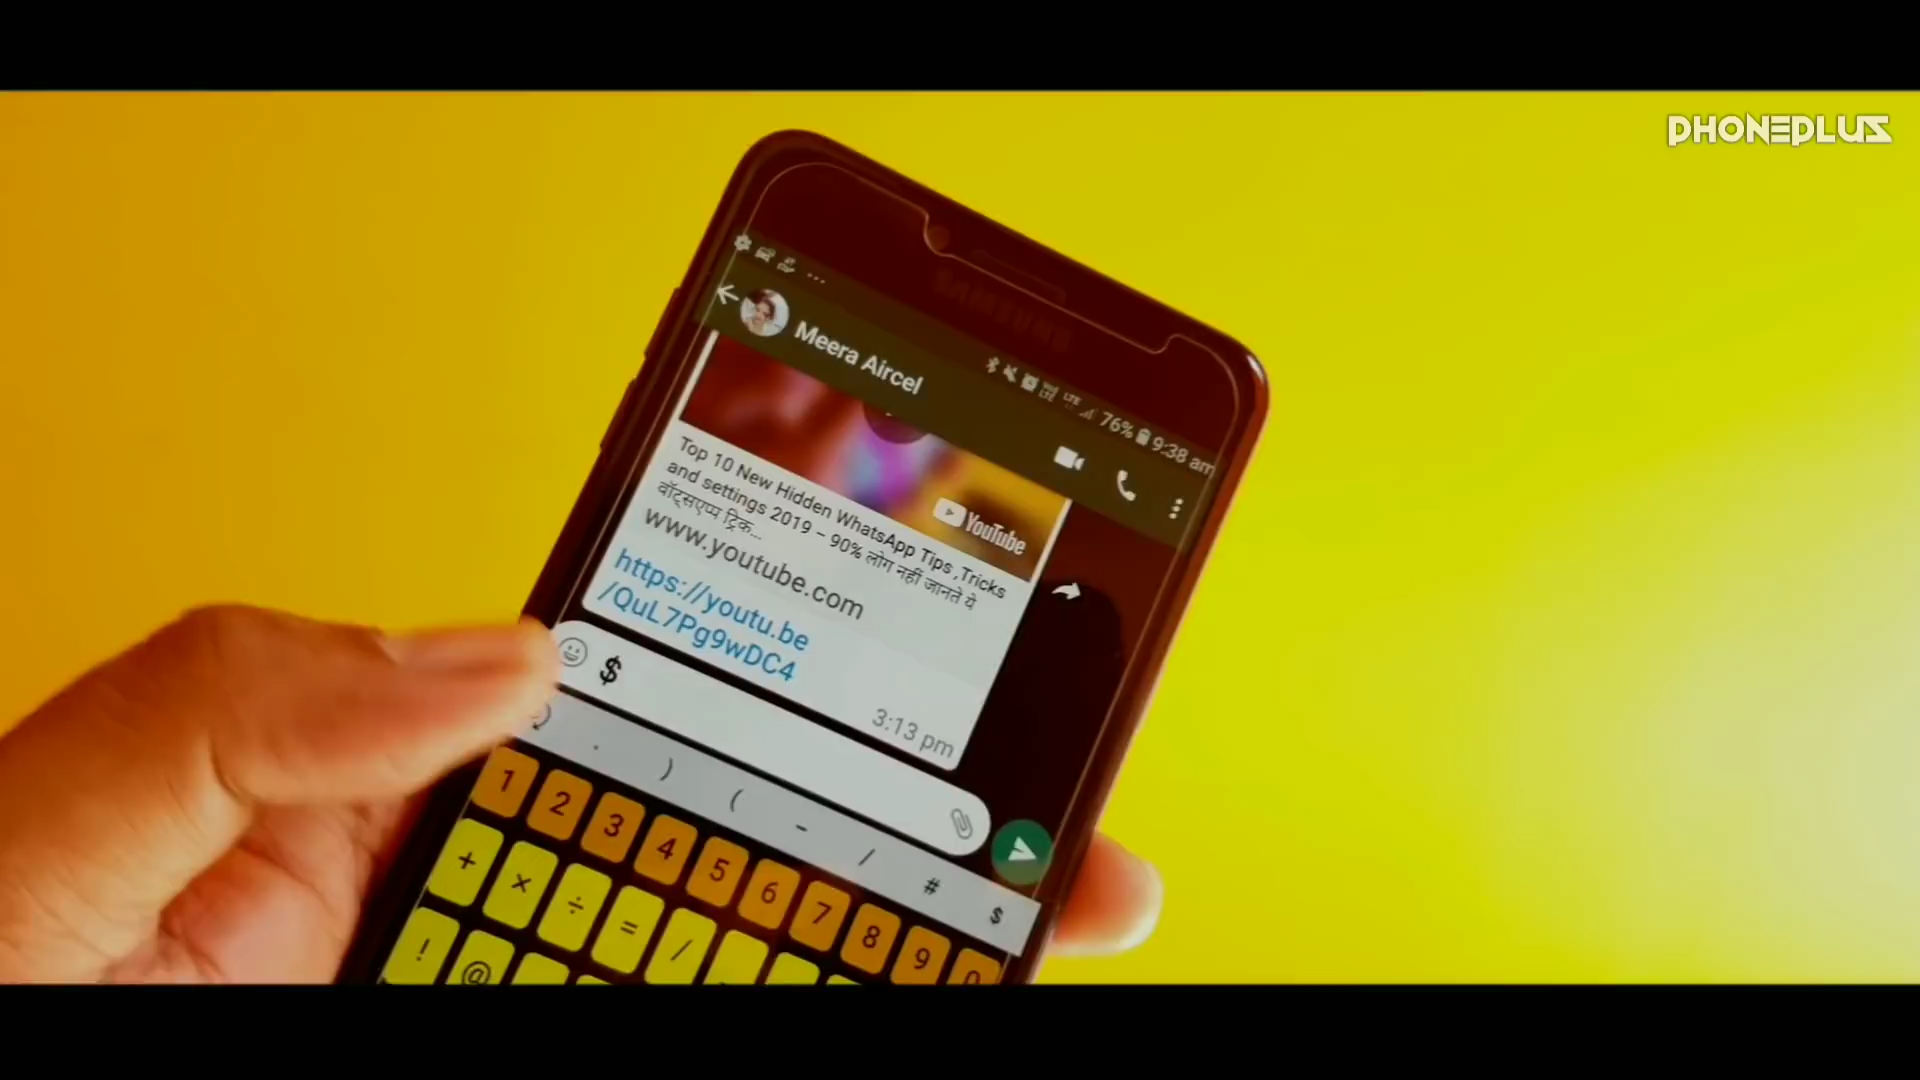 PHONEPLUS
SAMSUNG
76% 9:38 am
Meera Aircel
YouTube
Top 10 New Hidden WhatsApp Tips ,Tricks
and settings 2019 – 90% लोग नहीं जानते ये
वॉट्सएप्प ट्रिक...
www.youtube.com
https://youtu.be
/QuL7Pg9wDC4
3:13 pm
$
. ) ( - / # $
1 2 3 4 5 6 7 8 9 0
+ × ÷ = /
! @